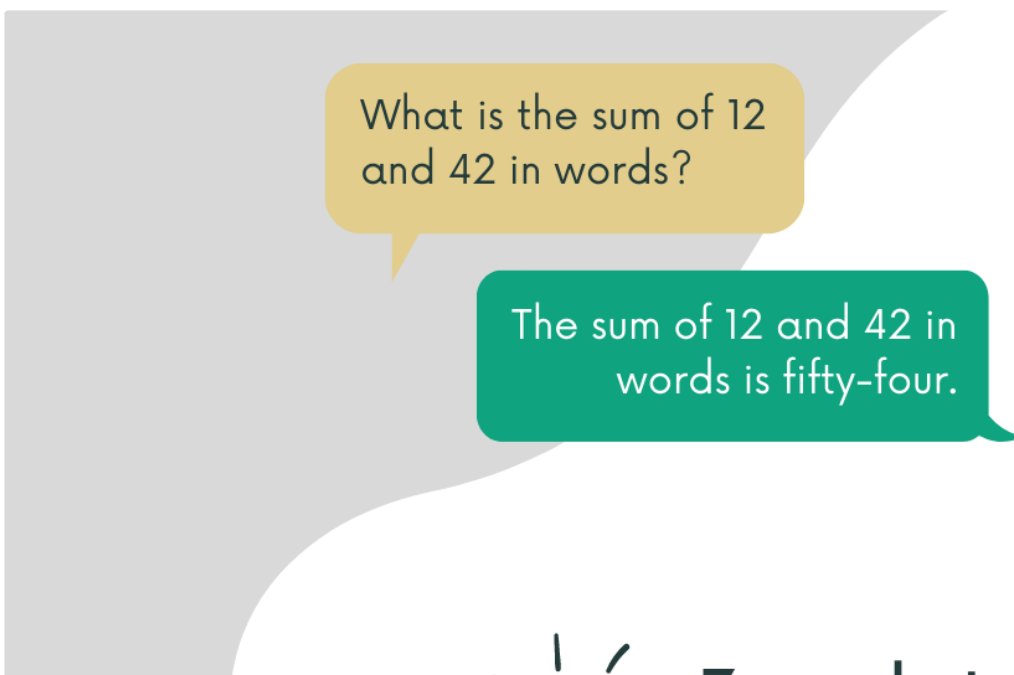 What is the sum of 12
and 42 in words?
The sum of 12 and 42 in
words is fifty-four.